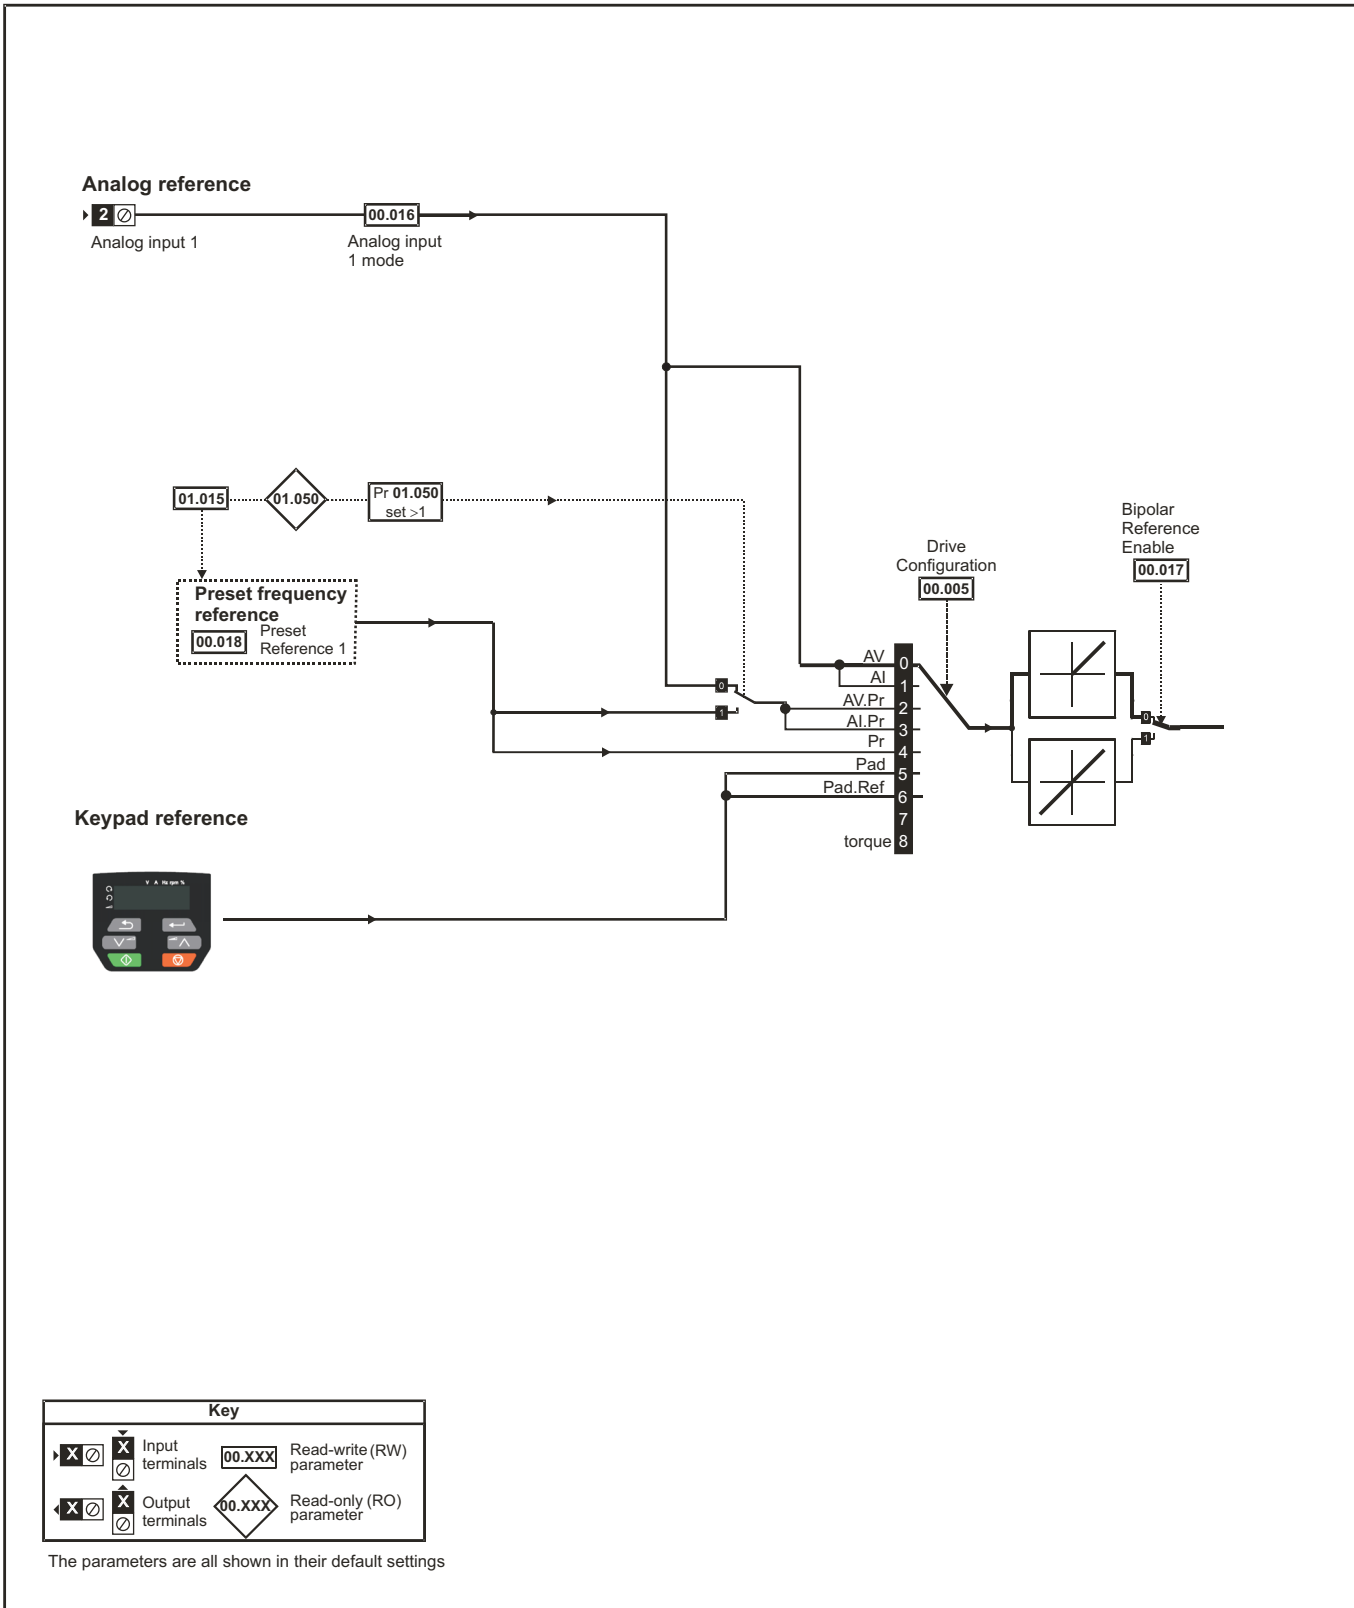 Analog reference
2
Analog input 1
00.016
Analog input
1 mode
01.015
01.050
Pr 01.050
set >1
Preset frequency
reference
00.018
Preset
Reference 1
Drive
Configuration
00.005
Bipolar
Reference
Enable
00.017
AV 0
AI 1
AV.Pr 2
AI.Pr 3
Pr 4
Pad 5
Pad.Ref 6
7
torque 8
0
1
0
1
Keypad reference
V A Hz rpm %
Key
X X Input
terminals
00.XXX Read-write (RW)
parameter
X X Output
terminals
00.XXX Read-only (RO)
parameter
The parameters are all shown in their default settings